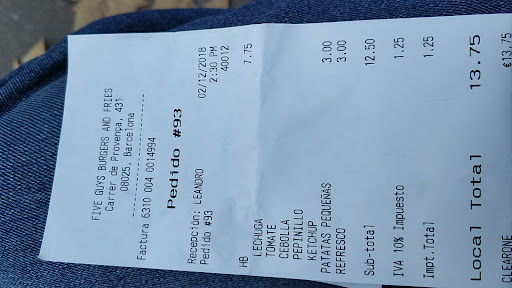 FIVE GUYS BURGERS AND FRIES
Carrer de Provença, 431
08025, Barcelona
Factura 6310 004 0014994
Pedido #93
02/12/2018
Recepción: LEANDRO 2:30 PM
Pedido #93 40012
HB 7.75
LECHUGA
TOMATE
CEBOLLA
PEPINILLO
KETCHUP
PATATAS PEQUEÑAS 3.00
REFRESCO 3.00
Sub-total 12.50
IVA 10% Impuesto 1.25
Impt.Total 1.25
Local Total 13.75
CLEARONE €13.75